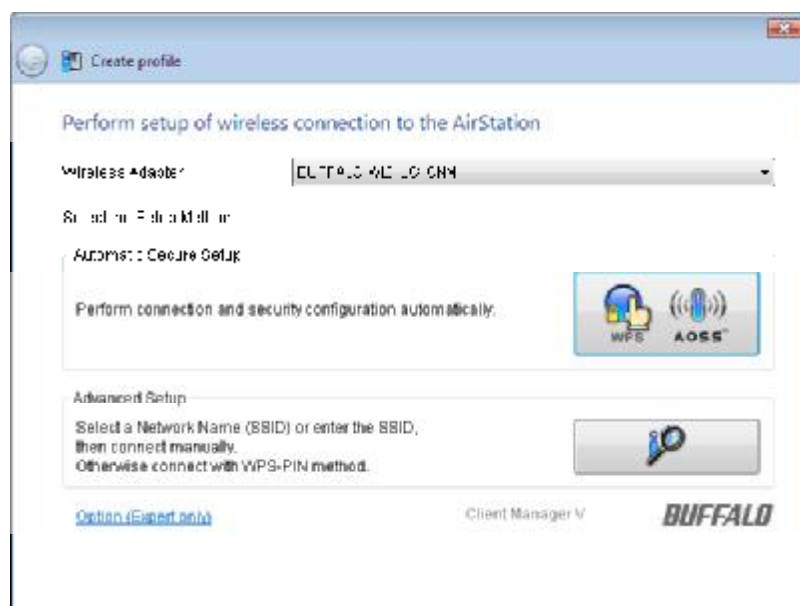 Create profile
Perform setup of wireless connection to the AirStation
Wireless Adapter
BUFFALO
Automatic Secure Setup
Perform connection and security configuration automatically.
WPS AOSS™
Advanced Setup
Select a Network Name (SSID) or enter the SSID,
then connect manually.
Otherwise connect with WPS-PIN method.
Option (Expert only)
Client Manager V
BUFFALO